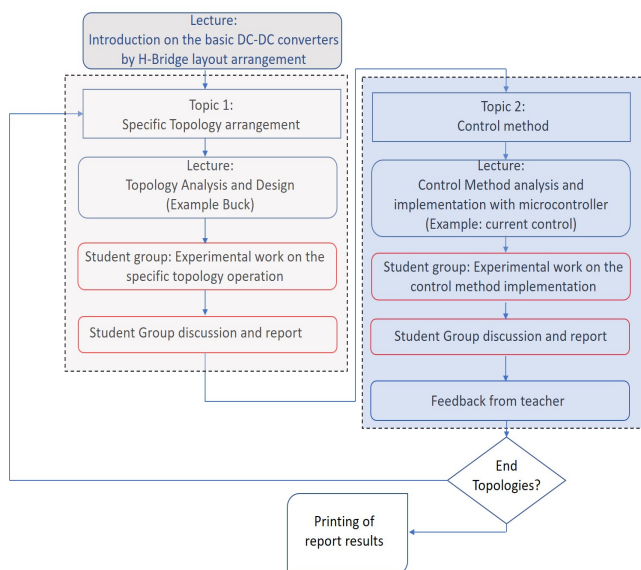 Lecture:
Introduction on the basic DC-DC converters
by H-Bridge layout arrangement
Topic 1:
Specific Topology arrangement
Lecture:
Topology Analysis and Design
(Example Buck)
Student group: Experimental work on the
specific topology operation
Student Group discussion and report
Topic 2:
Control method
Lecture:
Control Method analysis and
implementation with microcontroller
(Example: current control)
Student group: Experimental work on the
control method implementation
Student Group discussion and report
Feedback from teacher
End
Topologies?
Printing of
report results